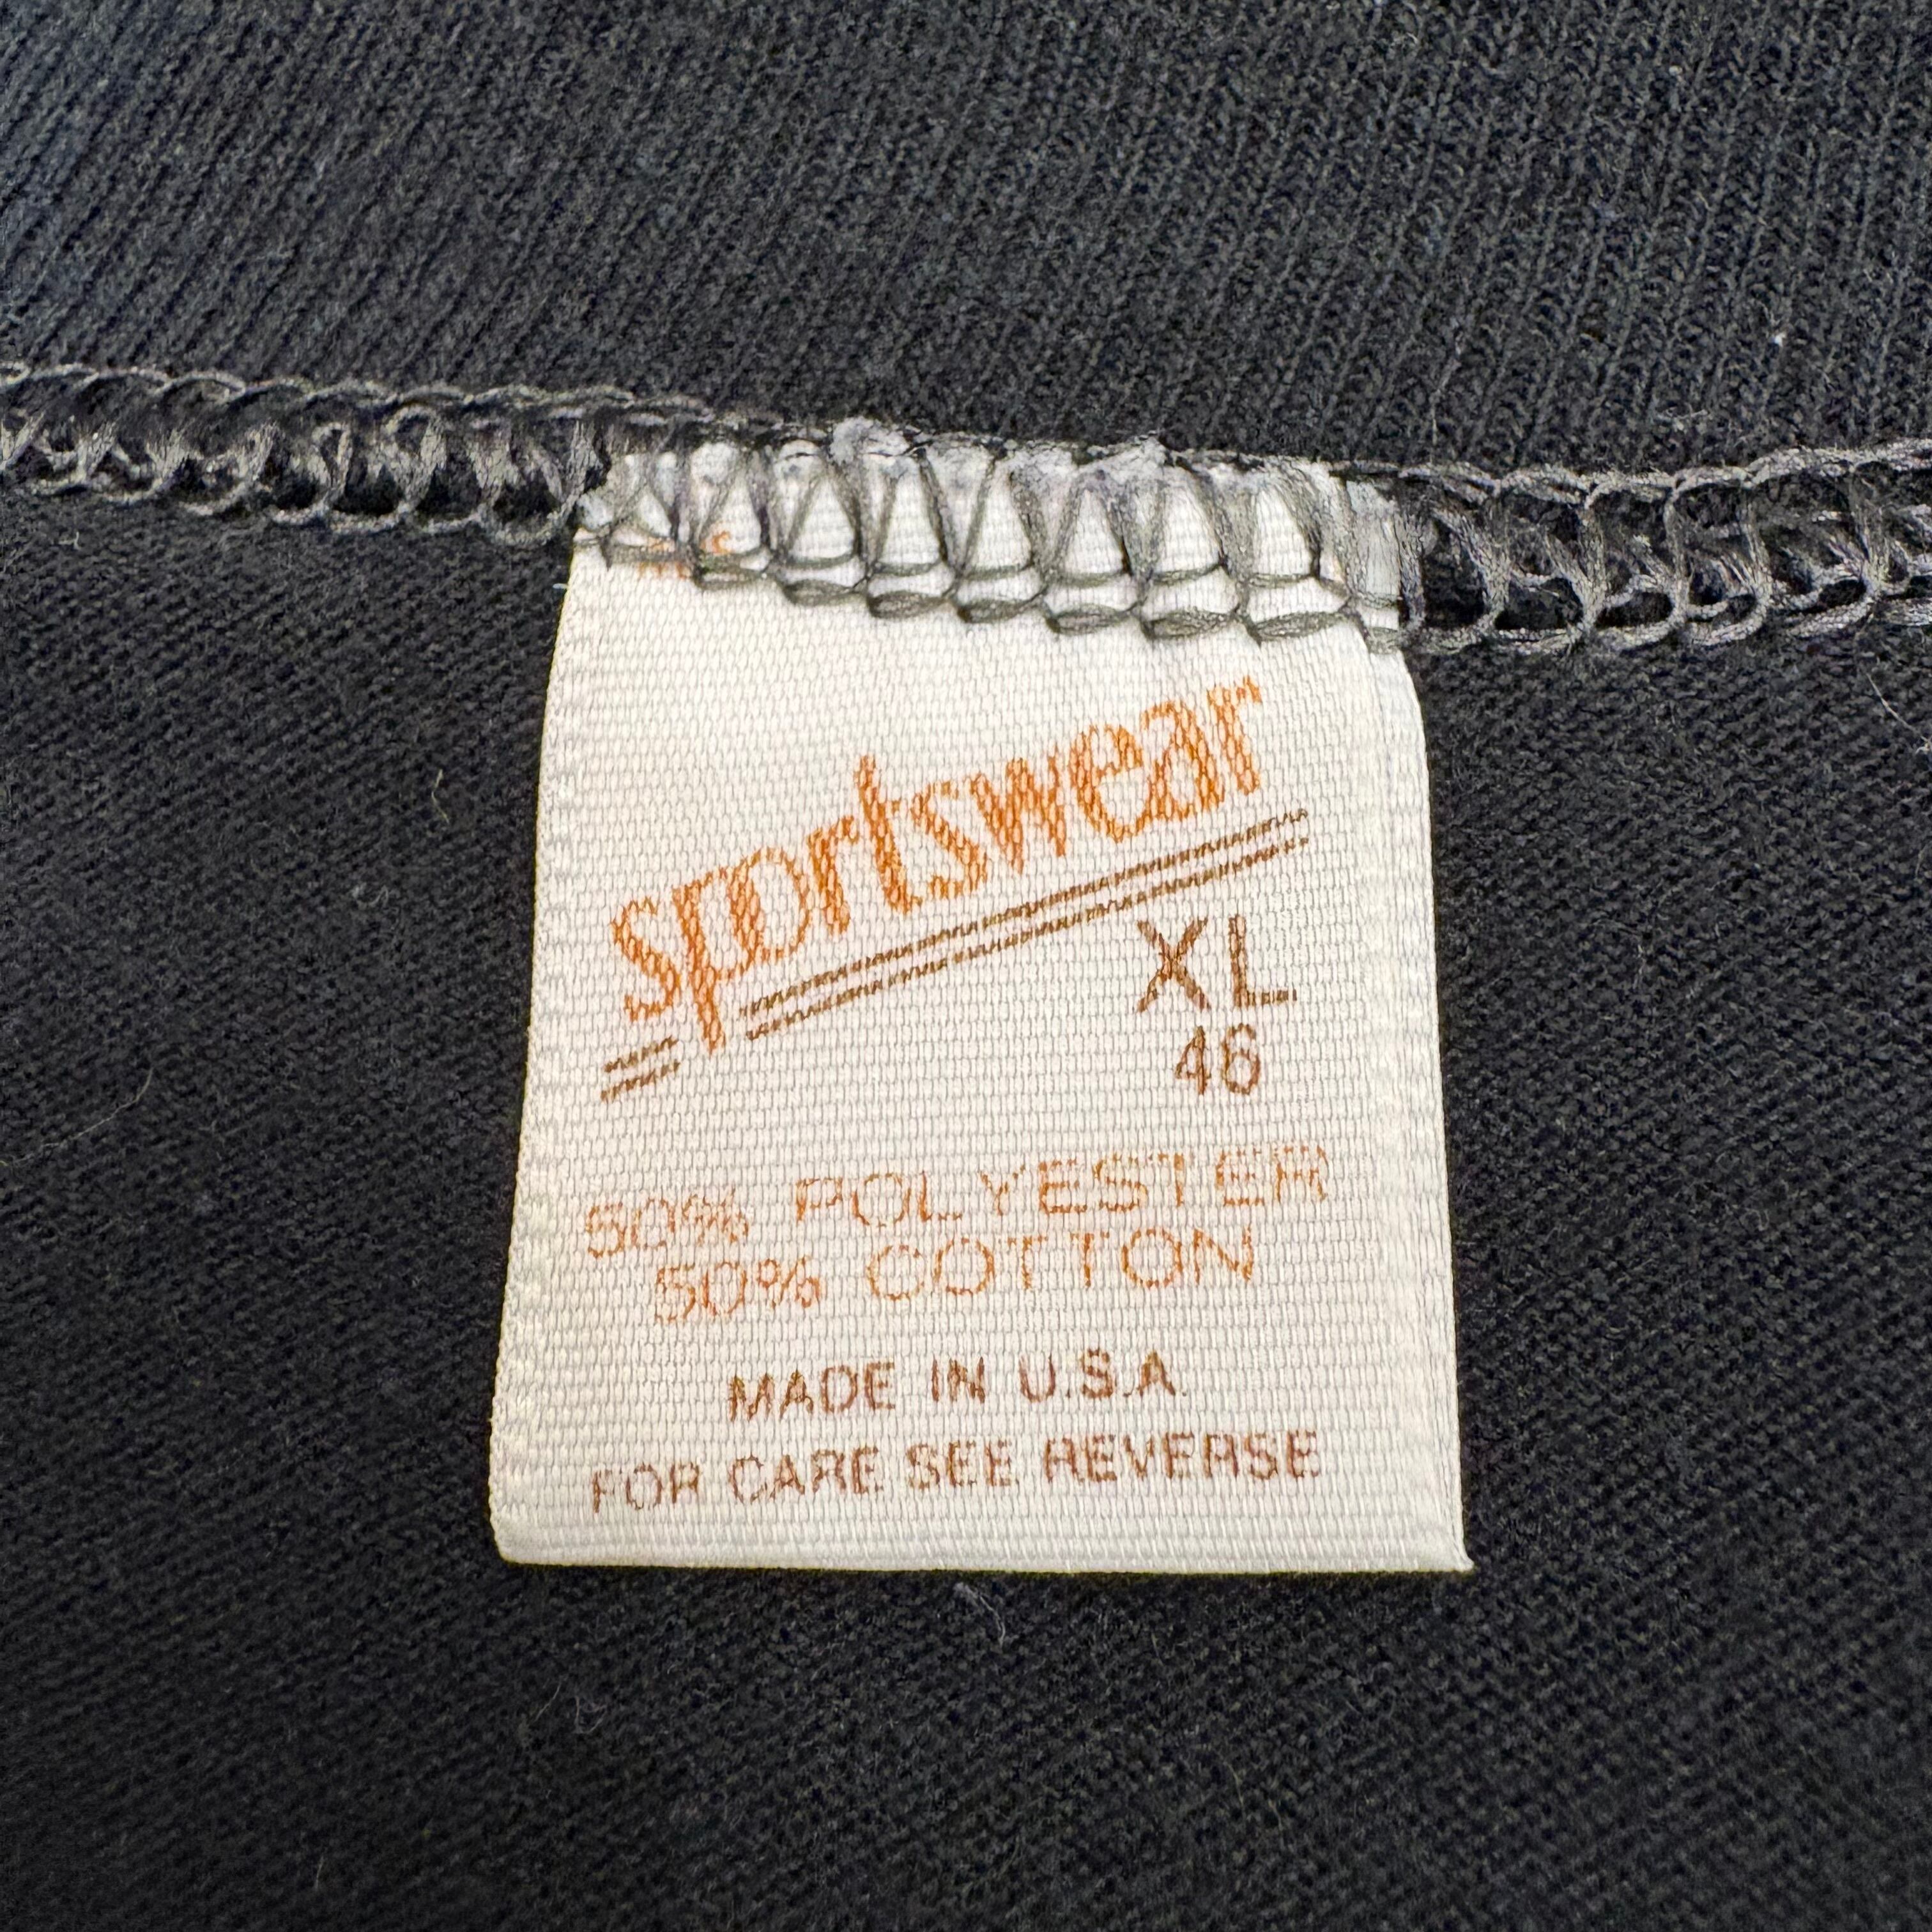 sportswear
XL
46
50% POLYESTER
50% COTTON
MADE IN U.S.A.
FOR CARE SEE REVERSE